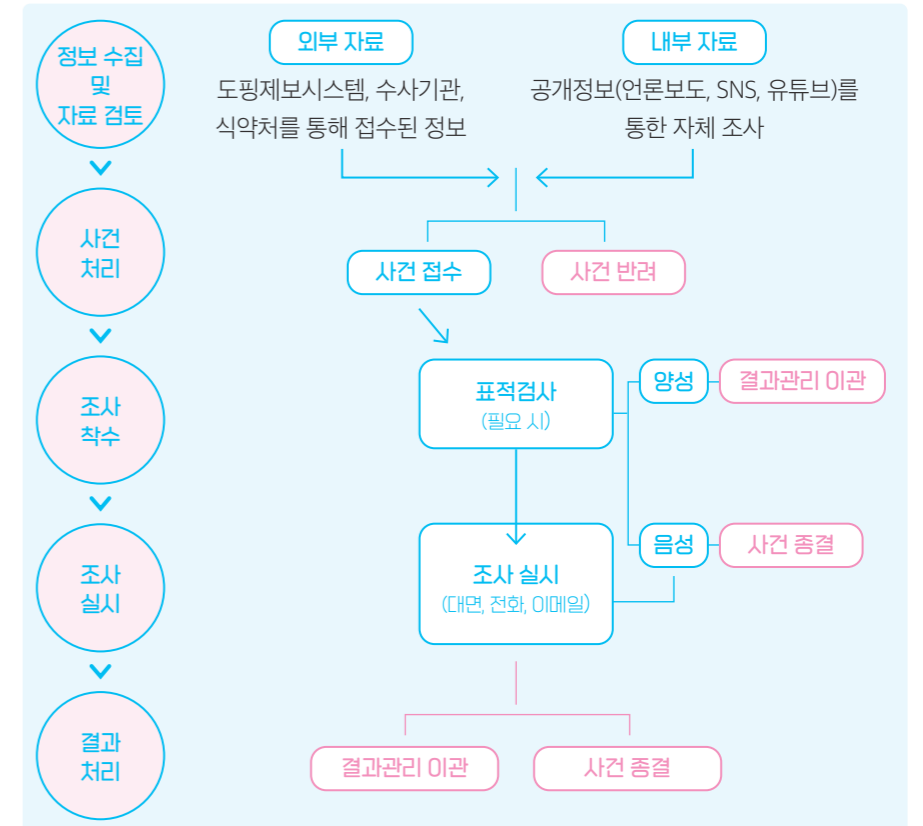 정보 수집
및
자료 검토
외부 자료
내부 자료
도핑제보시스템, 수사기관,
식약처를 통해 접수된 정보
공개정보(언론보도, SNS, 유튜브)를
통한 자체 조사
사건
처리
사건 접수
사건 반려
조사
착수
표적검사
(필요 시)
양성
결과관리 이관
음성
사건 종결
조사
실시
조사 실시
(대면, 전화, 이메일)
결과
처리
결과관리 이관
사건 종결